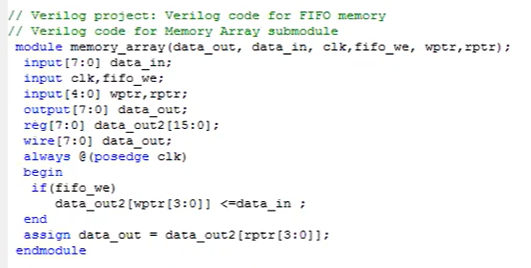 // Verilog project: Verilog code for FIFO memory
// Verilog code for Memory Array submodule
module memory_array(data_out, data_in, clk,fifo_we, wptr,rptr);
input[7:0] data_in;
input clk,fifo_we;
input[4:0] wptr,rptr;
output[7:0] data_out;
reg[7:0] data_out2[15:0];
wire[7:0] data_out;
always @(posedge clk)
begin
if(fifo_we)
data_out2[wptr[3:0]] <=data_in ;
end
assign data_out = data_out2[rptr[3:0]];
endmodule